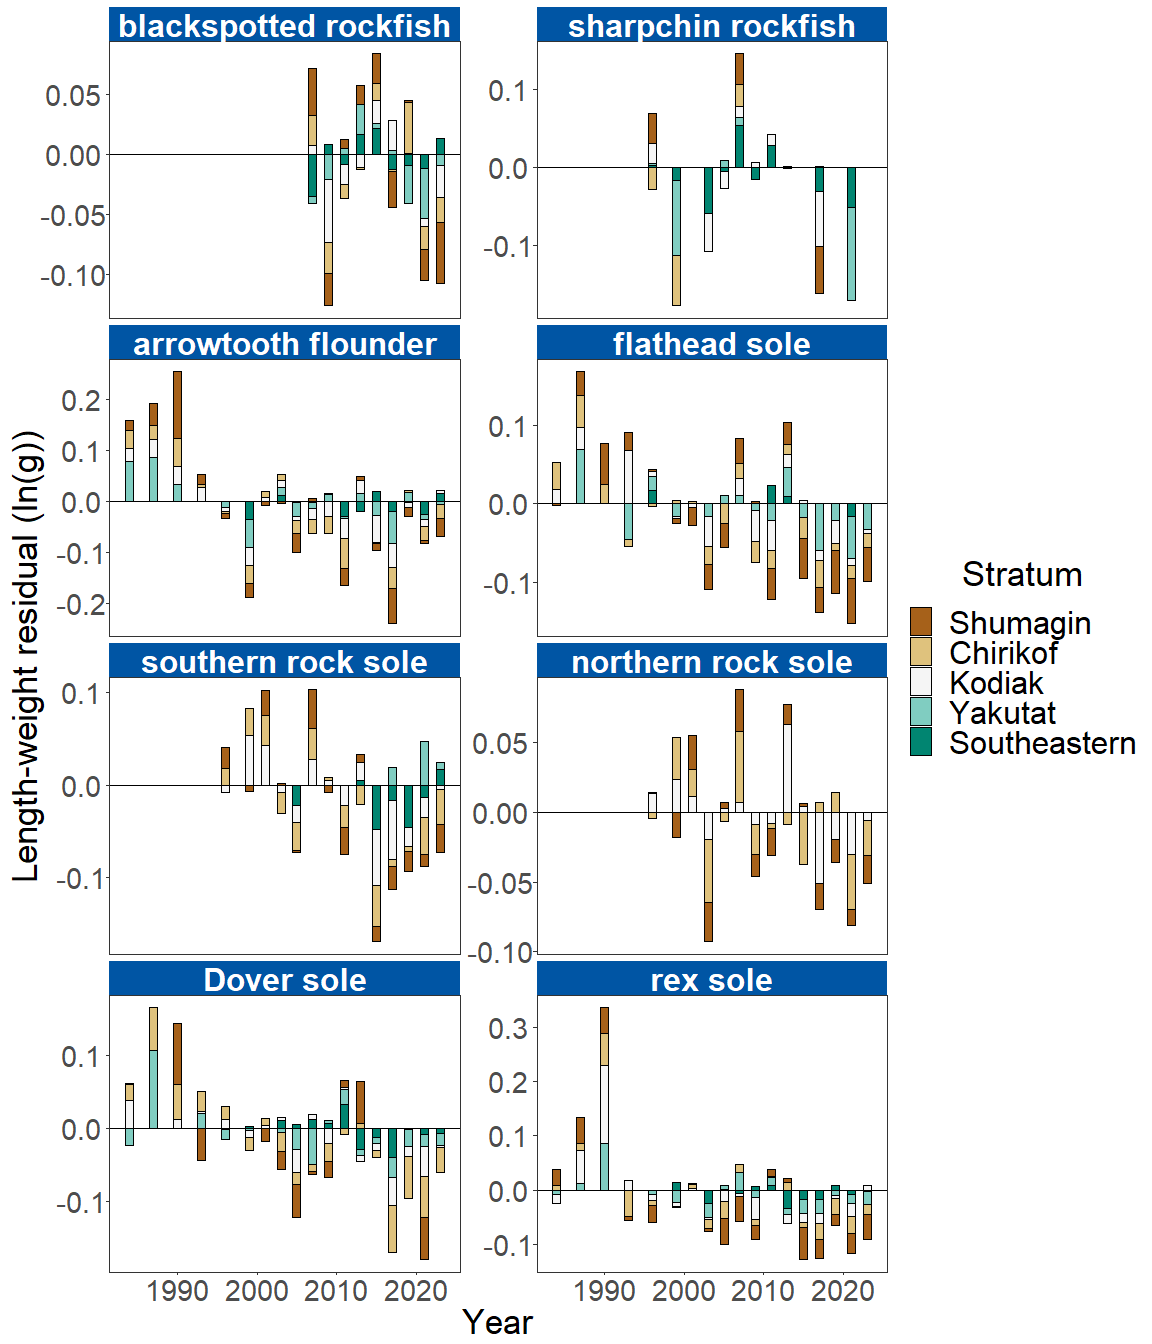 blackspotted rockfish
sharpchin rockfish
0.05
0.00
-0.05
-0.10
0.1
0.0
-0.1
arrowtooth flounder
flathead sole
0.2
0.1
0.0
-0.1
-0.2
0.1
0.0
-0.1
southern rock sole
northern rock sole
0.1
0.0
-0.1
0.05
0.00
-0.05
-0.10
Dover sole
rex sole
0.1
0.0
-0.1
0.3
0.2
0.1
0.0
-0.1
1990 2000 2010 2020
1990 2000 2010 2020
Year
Length-weight residual (ln(g))
Stratum
Shumagin
Chirikof
Kodiak
Yakutat
Southeastern